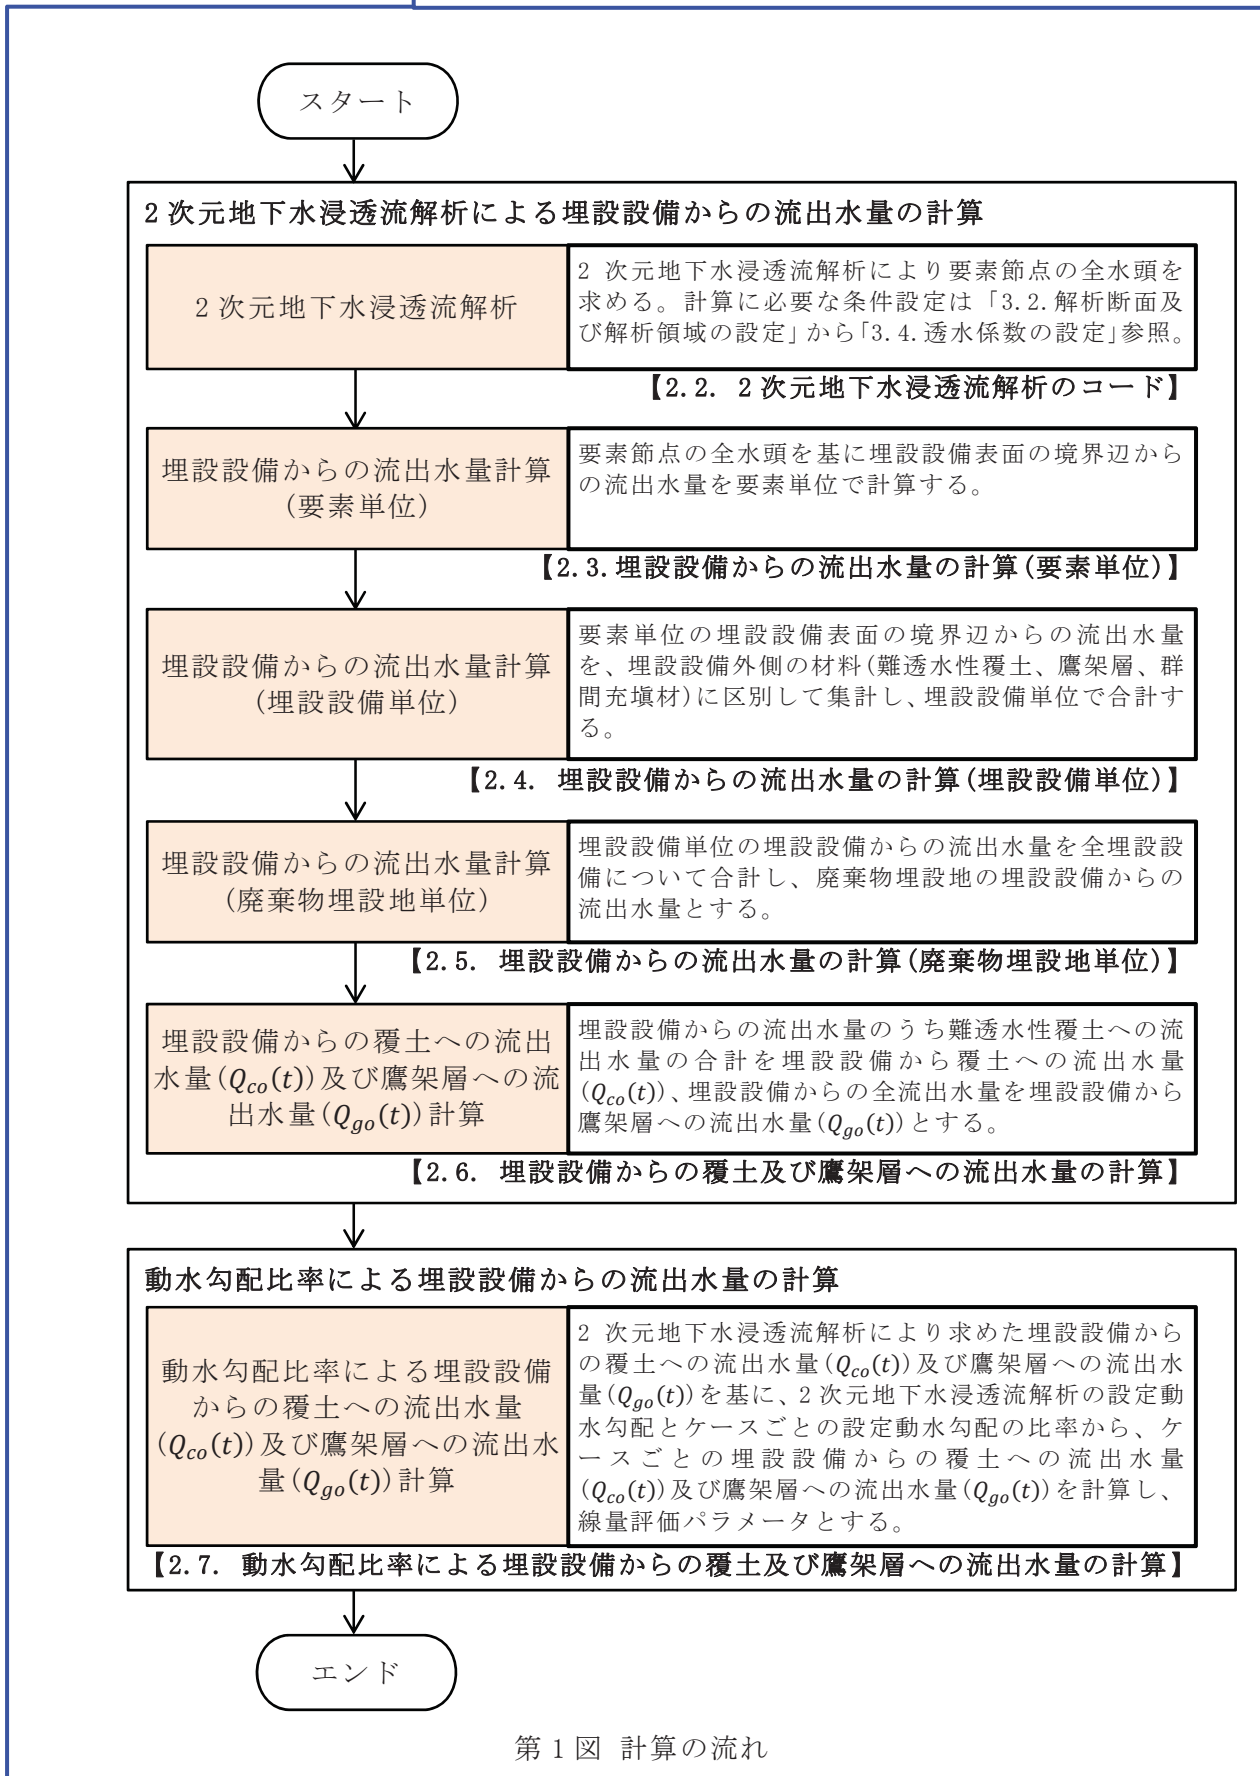 スタート
2次元地下水浸透流解析による埋設設備からの流出水量の計算
2次元地下水浸透流解析
2 次元地下水浸透流解析により要素節点の全水頭を
求める。計算に必要な条件設定は「3.2.解析断面及
び解析領域の設定」から「3.4.透水係数の設定」参照。
【2.2. 2次元地下水浸透流解析のコード】
埋設設備からの流出水量計算
(要素単位)
要素節点の全水頭を基に埋設設備表面の境界辺から
の流出水量を要素単位で計算する。
【2.3.埋設設備からの流出水量の計算(要素単位)】
埋設設備からの流出水量計算
(埋設設備単位)
要素単位の埋設設備表面の境界辺からの流出水量
を、埋設設備外側の材料(難透水性覆土、鷹架層、群
間充塡材)に区別して集計し、埋設設備単位で合計す
る。
【2.4. 埋設設備からの流出水量の計算(埋設設備単位)】
埋設設備からの流出水量計算
(廃棄物埋設地単位)
埋設設備単位の埋設設備からの流出水量を全埋設設
備について合計し、廃棄物埋設地の埋設設備からの
流出水量とする。
【2.5. 埋設設備からの流出水量の計算(廃棄物埋設地単位)】
埋設設備からの覆土への流出
水量(Qco(t))及び鷹架層への流
出水量(Qgo(t))計算
埋設設備からの流出水量のうち難透水性覆土への流
出水量の合計を埋設設備から覆土への流出水量
(Qco(t))、埋設設備からの全流出水量を埋設設備から
鷹架層への流出水量(Qgo(t))とする。
【2.6. 埋設設備からの覆土及び鷹架層への流出水量の計算】
動水勾配比率による埋設設備からの流出水量の計算
動水勾配比率による埋設設備
からの覆土への流出水量
(Qco(t))及び鷹架層への流出水
量(Qgo(t))計算
2 次元地下水浸透流解析により求めた埋設設備から
の覆土への流出水量(Qco(t))及び鷹架層への流出水
量(Qgo(t))を基に、2次元地下水浸透流解析の設定動
水勾配とケースごとの設定動水勾配の比率から、ケ
ースごとの埋設設備からの覆土への流出水量
(Qco(t))及び鷹架層への流出水量(Qgo(t))を計算し、
線量評価パラメータとする。
【2.7. 動水勾配比率による埋設設備からの覆土及び鷹架層への流出水量の計算】
エンド
第1図 計算の流れ